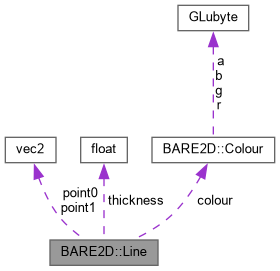 GLubyte
a
b
g
r
vec2
float
BARE2D::Colour
point0
point1
thickness
colour
BARE2D::Line